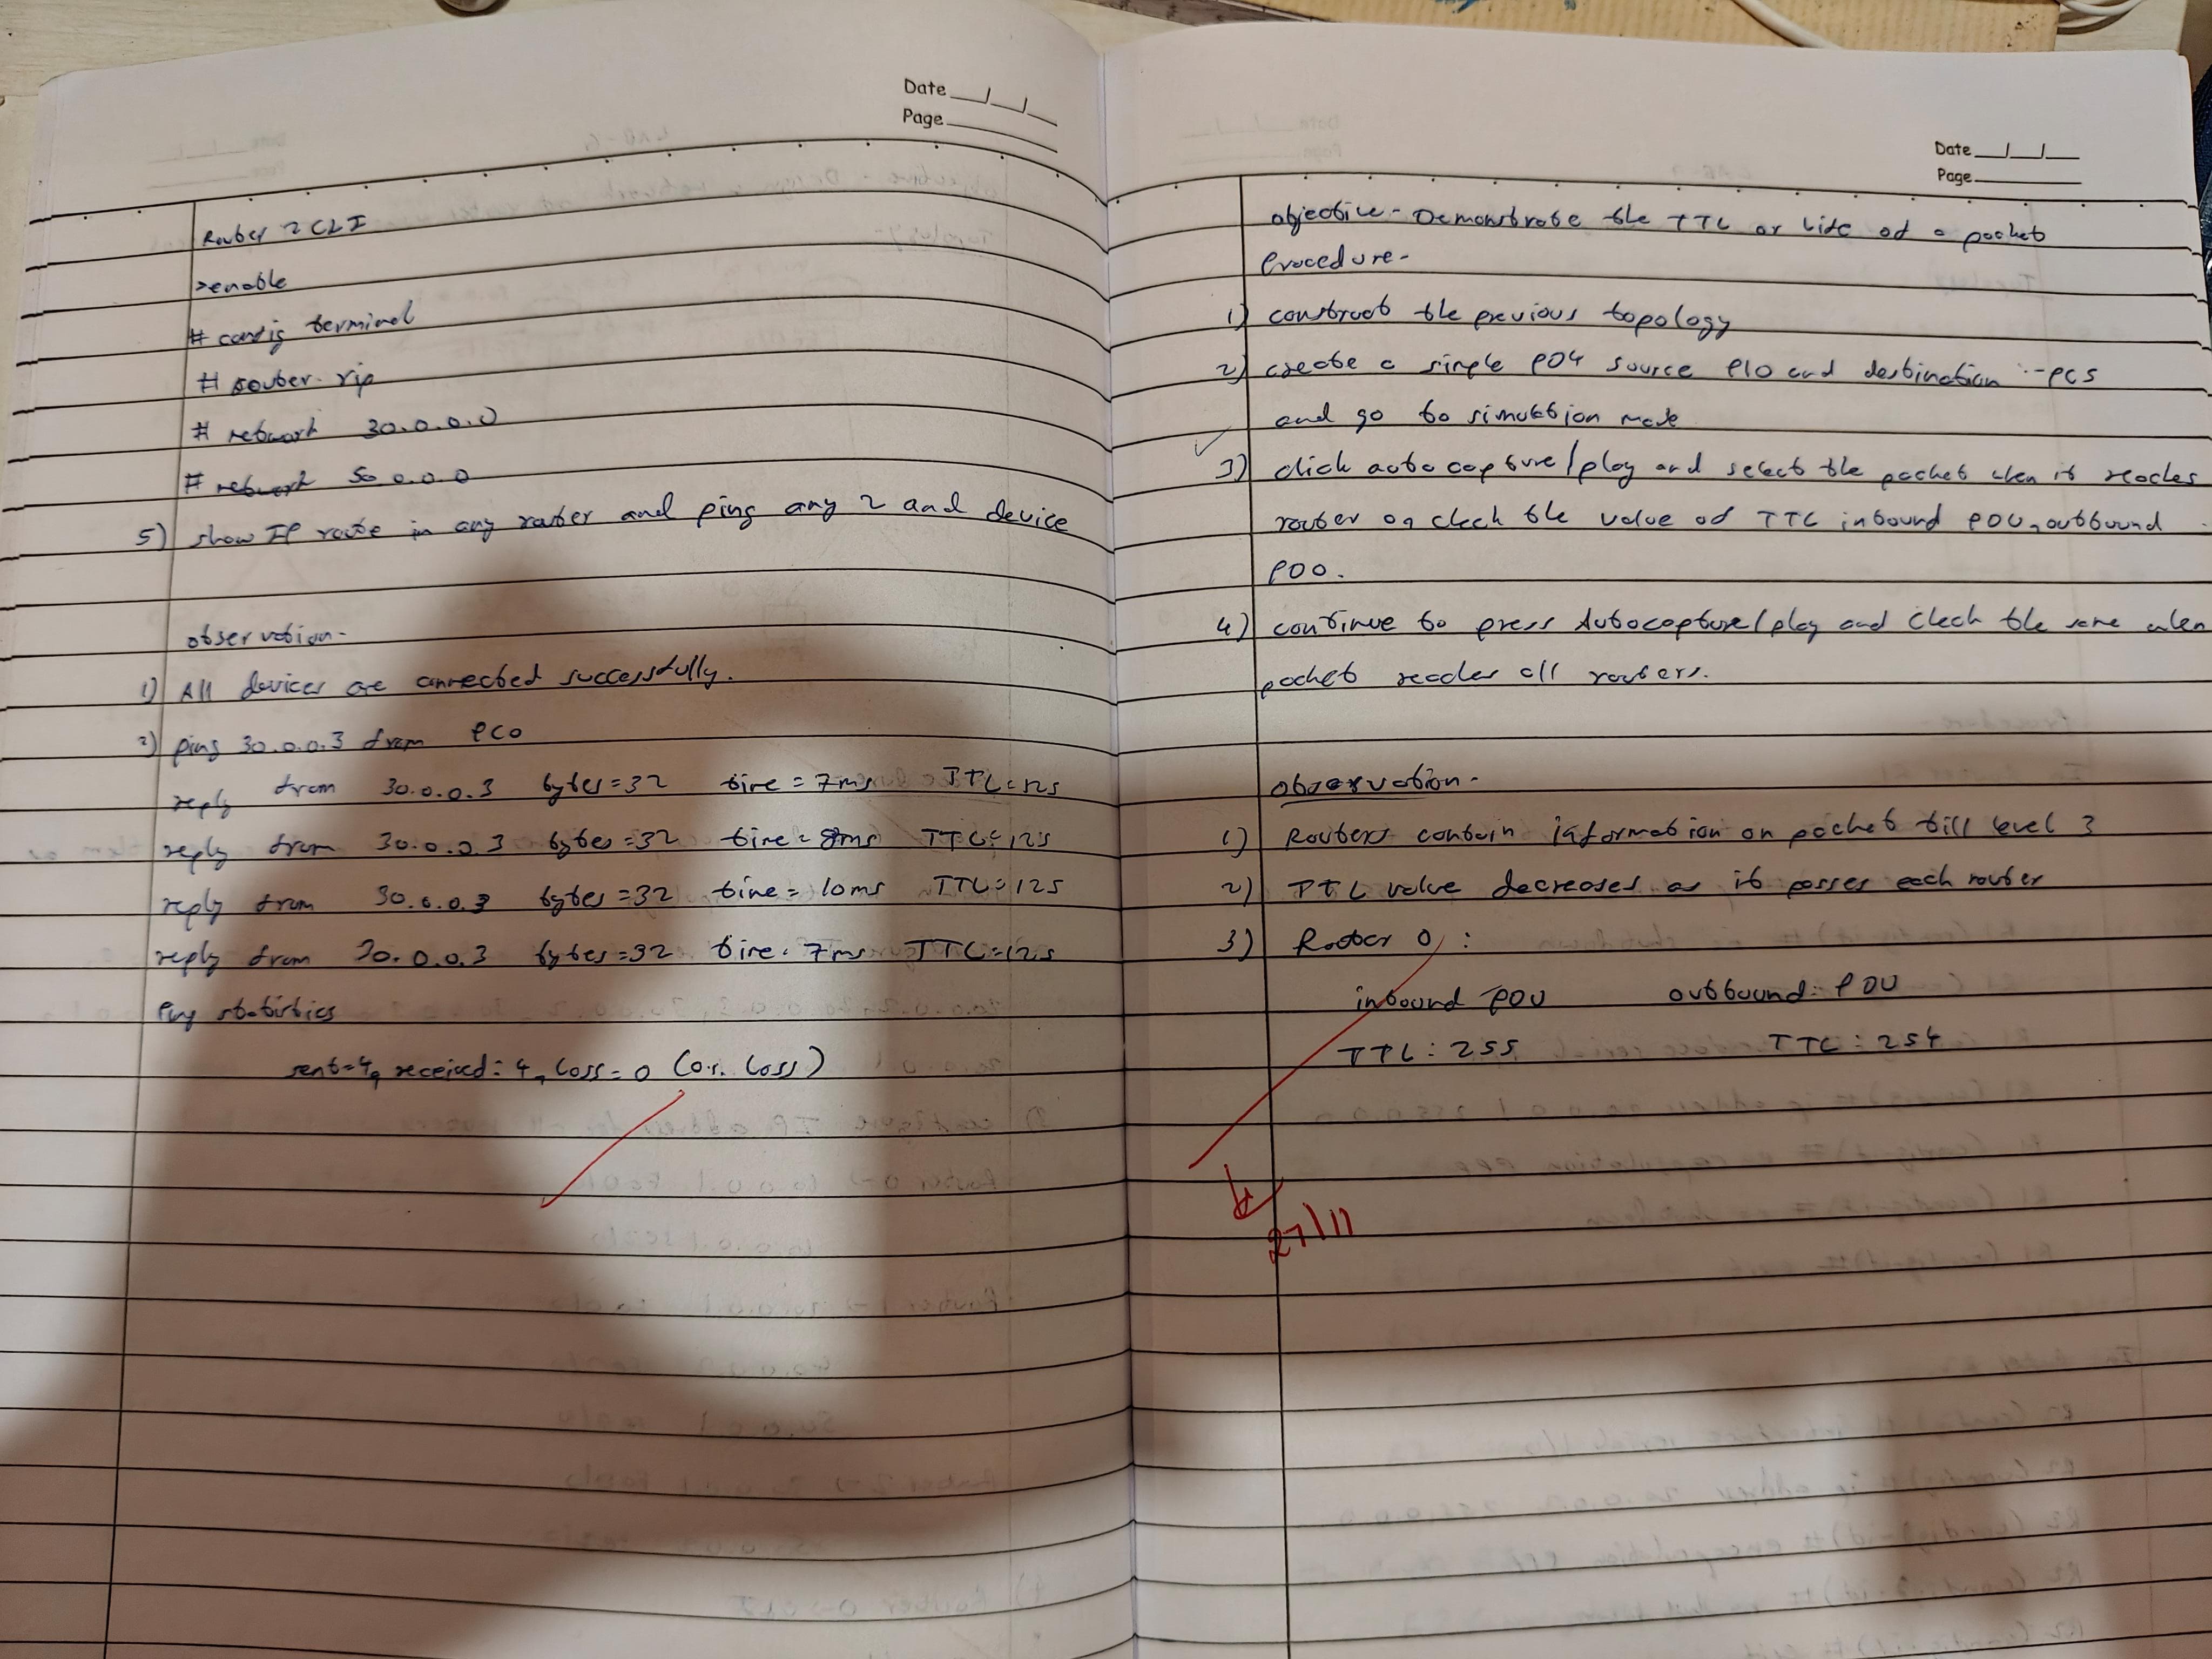 Date
Page
Router 2 CLI
>enable
# config terminal
# router rip
# network 30.0.0.0
# network 50.0.0.0
5) show IP route in any router and ping any 2 and device
observation-
1) All devices are connected successfully.
2) ping 30.0.0.3 from PC0
reply from 30.0.0.3 bytes=32 time=7ms TTL=125
reply from 30.0.0.3 bytes=32 time=8ms TTL=125
reply from 30.0.0.3 bytes=32 time=10ms TTL=125
reply from 30.0.0.3 bytes=32 time=7ms TTL=125
Ping statistics
sent=4, received=4, Loss=0 (0% Loss)
Date
Page
objective- Demonstrate the TTL or Life of a packet
Procedure-
1) construct the previous topology
2) create a simple PDU source and destination :-PC5
and go to mode
3) click auto capture/play and select the packet when it reaches
router check the value of TTL inbound PDU, outbound
PDU.
4) continue to press Autocapture/play and check the same when
packet reaches all routers.
observation-
1) Routers contain information on packet till level 3
2) TTL value decreases as it passes each router
3) Router 0 :
inbound PDU outbound: PDU
TTL: 255 TTL: 254
27/11